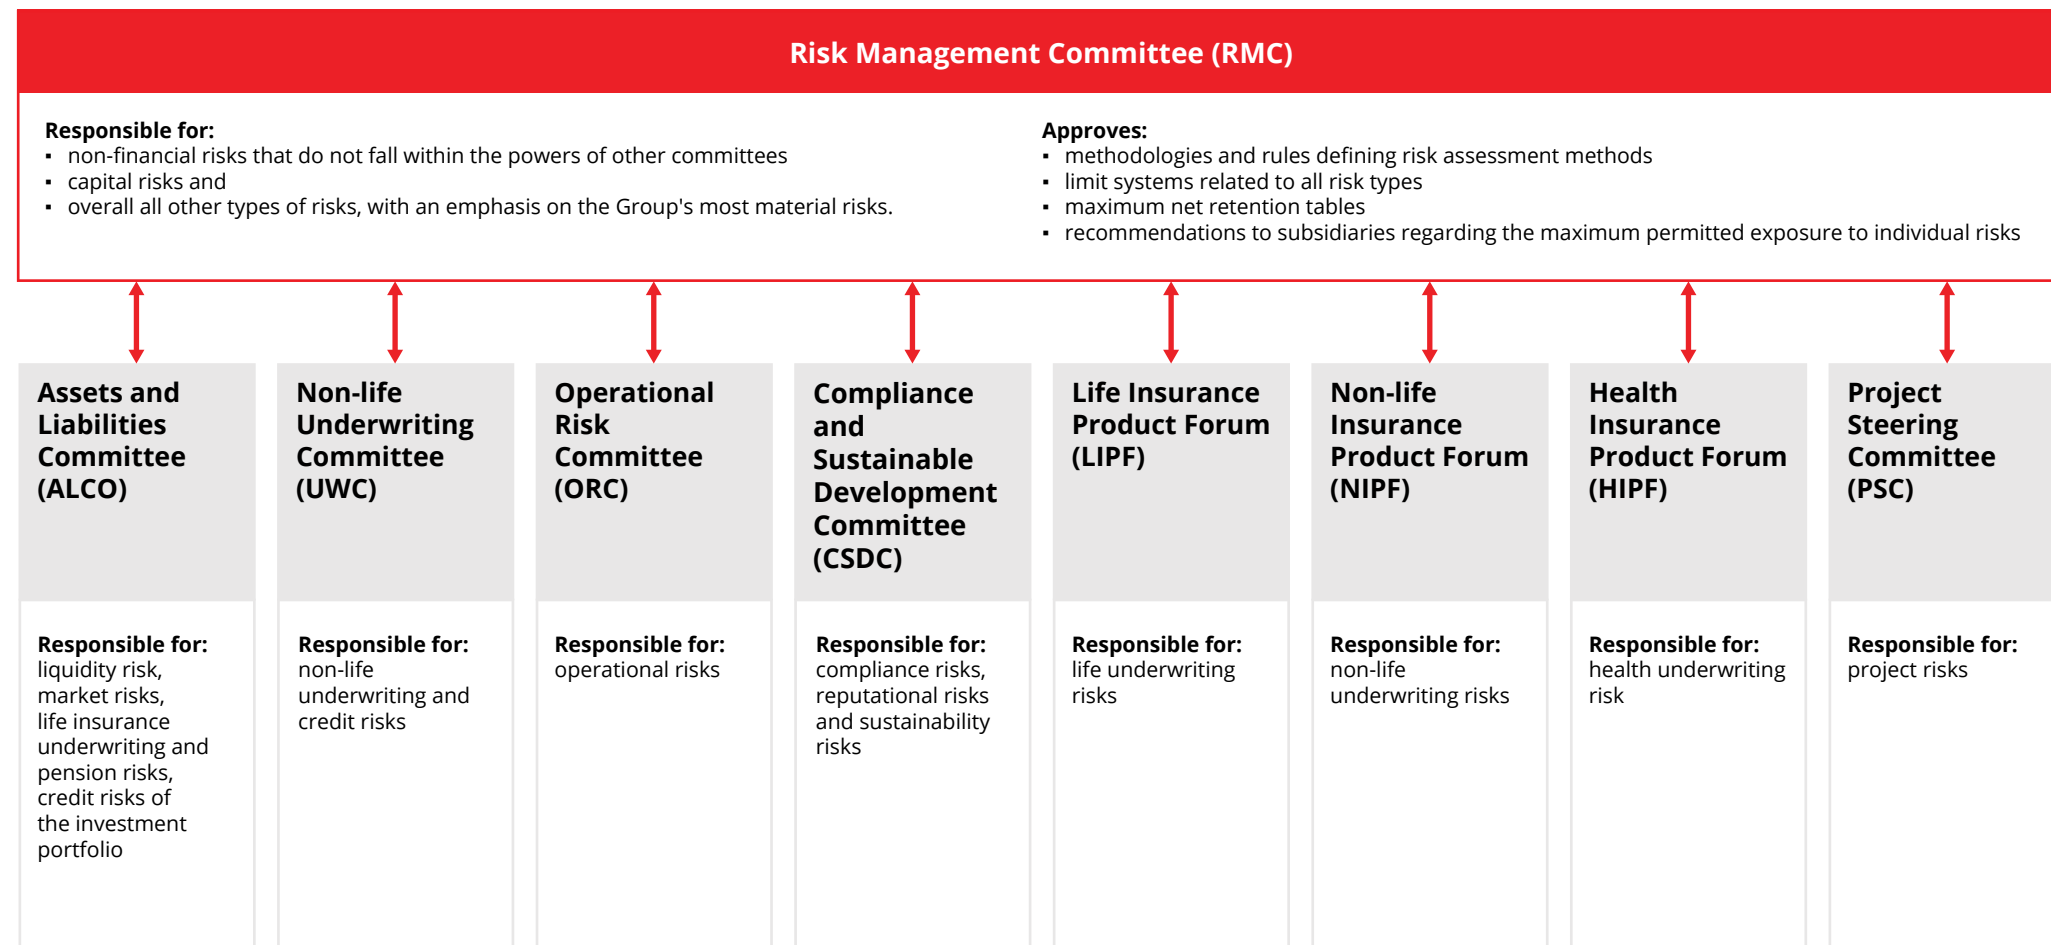 Risk Management Committee (RMC)
Responsible for:
▪ non-financial risks that do not fall within the powers of other committees
▪ capital risks and
▪ overall all other types of risks, with an emphasis on the Group's most material risks.
Approves:
▪ methodologies and rules defining risk assessment methods
▪ limit systems related to all risk types
▪ maximum net retention tables
▪ recommendations to subsidiaries regarding the maximum permitted exposure to individual risks
Assets and
Liabilities
Committee
(ALCO)
Responsible for:
liquidity risk,
market risks,
life insurance
underwriting and
pension risks,
credit risks of
the investment
portfolio
Non-life
Underwriting
Committee
(UWC)
Responsible for:
non-life
underwriting and
credit risks
Operational
Risk
Committee
(ORC)
Responsible for:
operational risks
Compliance
and
Sustainable
Development
Committee
(CSDC)
Responsible for:
compliance risks,
reputational risks
and sustainability
risks
Life Insurance
Product Forum
(LIPF)
Responsible for:
life underwriting
risks
Non-life
Insurance
Product Forum
(NIPF)
Responsible for:
non-life
underwriting risks
Health
Insurance
Product Forum
(HIPF)
Responsible for:
health underwriting
risk
Project
Steering
Committee
(PSC)
Responsible for:
project risks